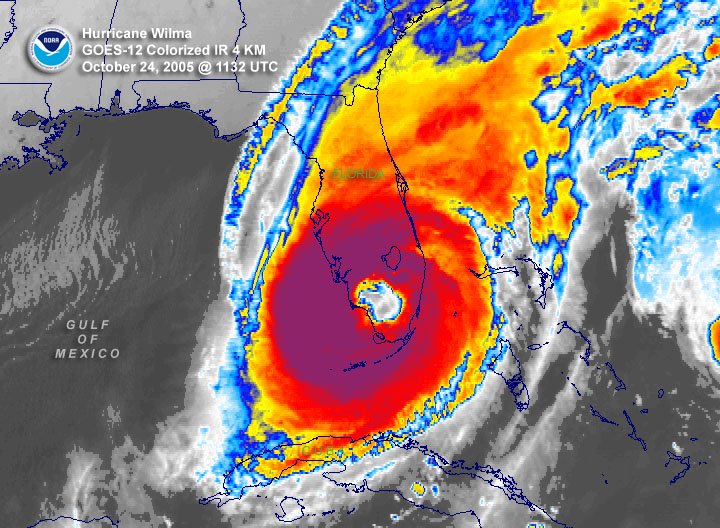 NOAA
Hurricane Wilma
GOES-12 Colorized IR 4 KM
October 24, 2005 @ 1132 UTC
FLORIDA
GULF
OF
MEXICO